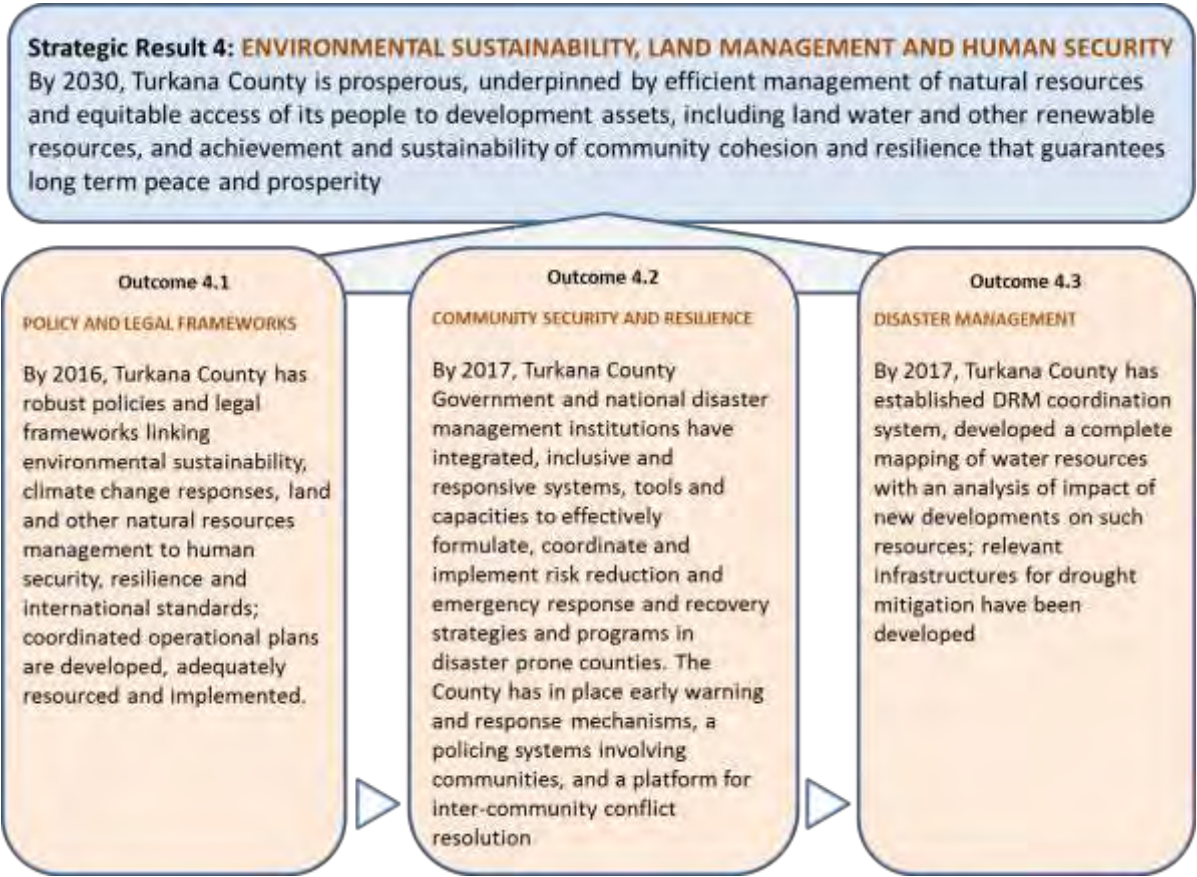 Strategic Result 4: ENVIRONMENTAL SUSTAINABILITY, LAND MANAGEMENT AND HUMAN SECURITY
By 2030, Turkana County is prosperous, underpinned by efficient management of natural resources
and equitable access of its people to development assets, including land water and other renewable
resources, and achievement and sustainability of community cohesion and resilience that guarantees
long term peace and prosperity
Outcome 4.1
POLICY AND LEGAL FRAMEWORKS
By 2016, Turkana County has
robust policies and legal
frameworks linking
environmental sustainability,
climate change responses, land
and other natural resources
management to human
security, resilience and
international standards;
coordinated operational plans
are developed, adequately
resourced and implemented.
Outcome 4.2
COMMUNITY SECURITY AND RESILIENCE
By 2017, Turkana County
Government and national disaster
management institutions have
integrated, inclusive and
responsive systems, tools and
capacities to effectively
formulate, coordinate and
implement risk reduction and
emergency response and recovery
strategies and programs in
disaster prone counties. The
County has in place early warning
and response mechanisms, a
policing systems involving
communities, and a platform for
inter-community conflict
resolution
Outcome 4.3
DISASTER MANAGEMENT
By 2017, Turkana County has
established DRM coordination
system, developed a complete
mapping of water resources
with an analysis of impact of
new developments on such
resources; relevant
infrastructures for drought
mitigation have been
developed